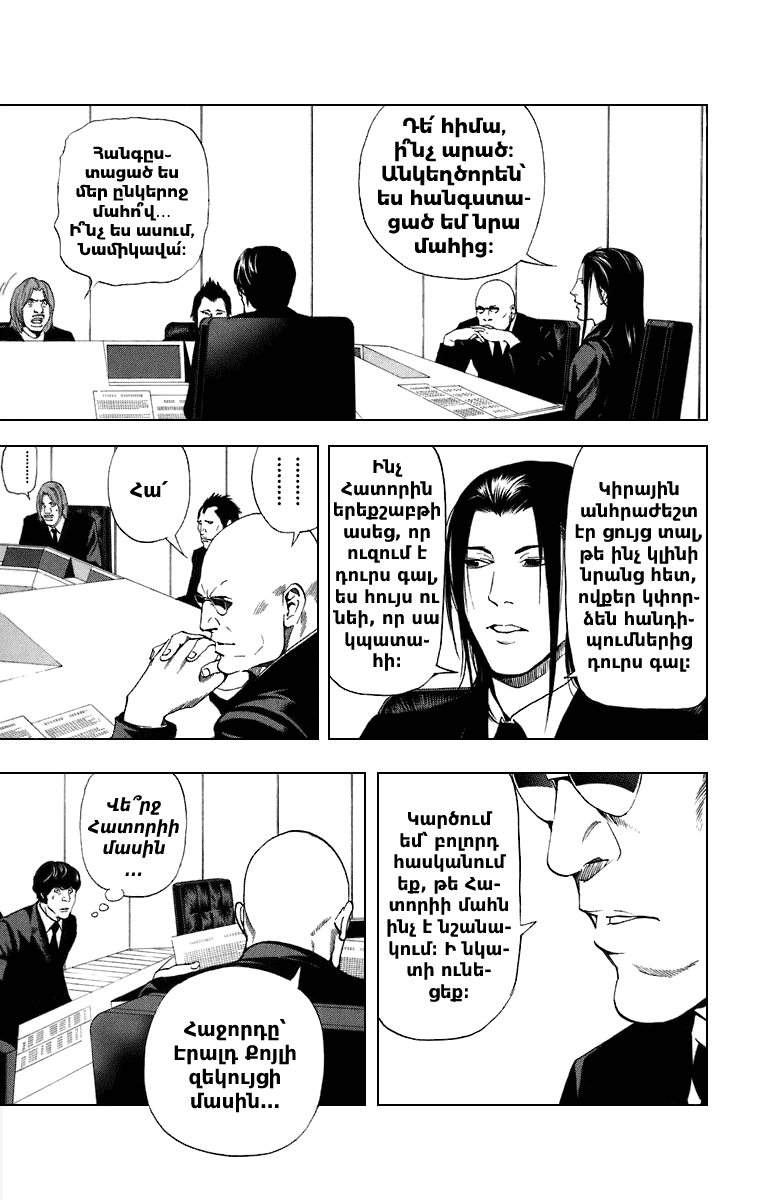 Դե՛ հիմա,
ի՞նչ արած:
Անկեղծորեն՝
ես հանգստա-
ցած եմ նրա
մահից:
Հանգըս-
տացած ես
մեր ընկերոջ
մահո՞վ...
Ի՞նչ ես ասում,
Նամիկավա՛:
Կիրային
անհրաժեշտ
էր ցույց տալ,
թե ինչ կլինի
նրանց հետ,
ովքեր կփոր-
ձեն հանդի-
պումներից
դուրս գալ:
Ինչ
Հատորին
երեքշաբթի
ասեց, որ
ուզում է
դուրս գալ,
ես հույս ու
նեի, որ սա
կպատա-
հի:
Հա՛
Կարծում
եմ՝ բոլորդ
հասկանում
եք, թե Հա-
տորիի մահն
ինչ է նշանա-
կում: Ի նկա-
տի ունե-
ցեք:
Վե՞րջ
Հատորիի
մասին
...
Հաջորդը՝
Էրալդ Քոյլի
զեկույցի
մասին...